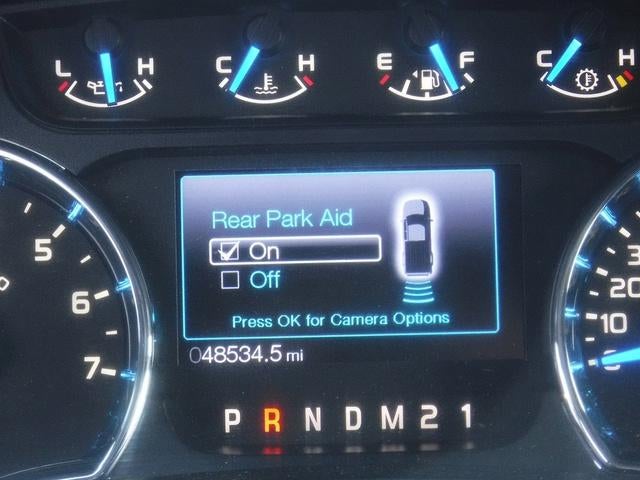 L H C H E F C H
Rear Park Aid
On
Off
Press OK for Camera Options
048534.5 mi
P R N D M 2 1
5
6
7
20
10